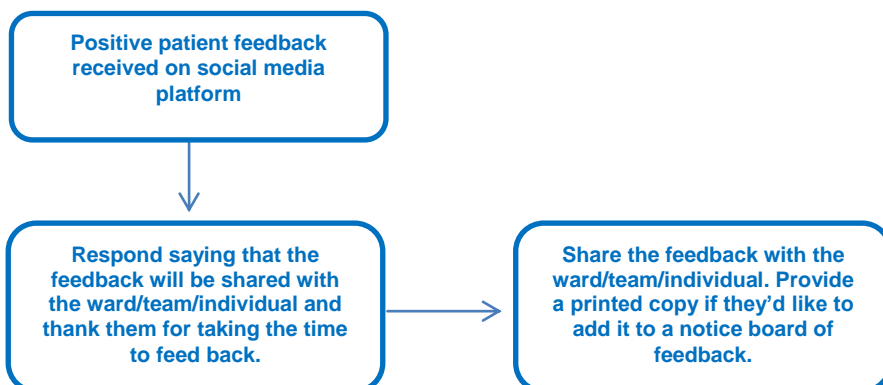 Positive patient feedback
received on social media
platform
Respond saying that the
feedback will be shared with
the ward/team/individual and
thank them for taking the time
to feed back.
Share the feedback with the
ward/team/individual. Provide
a printed copy if they’d like to
add it to a notice board of
feedback.